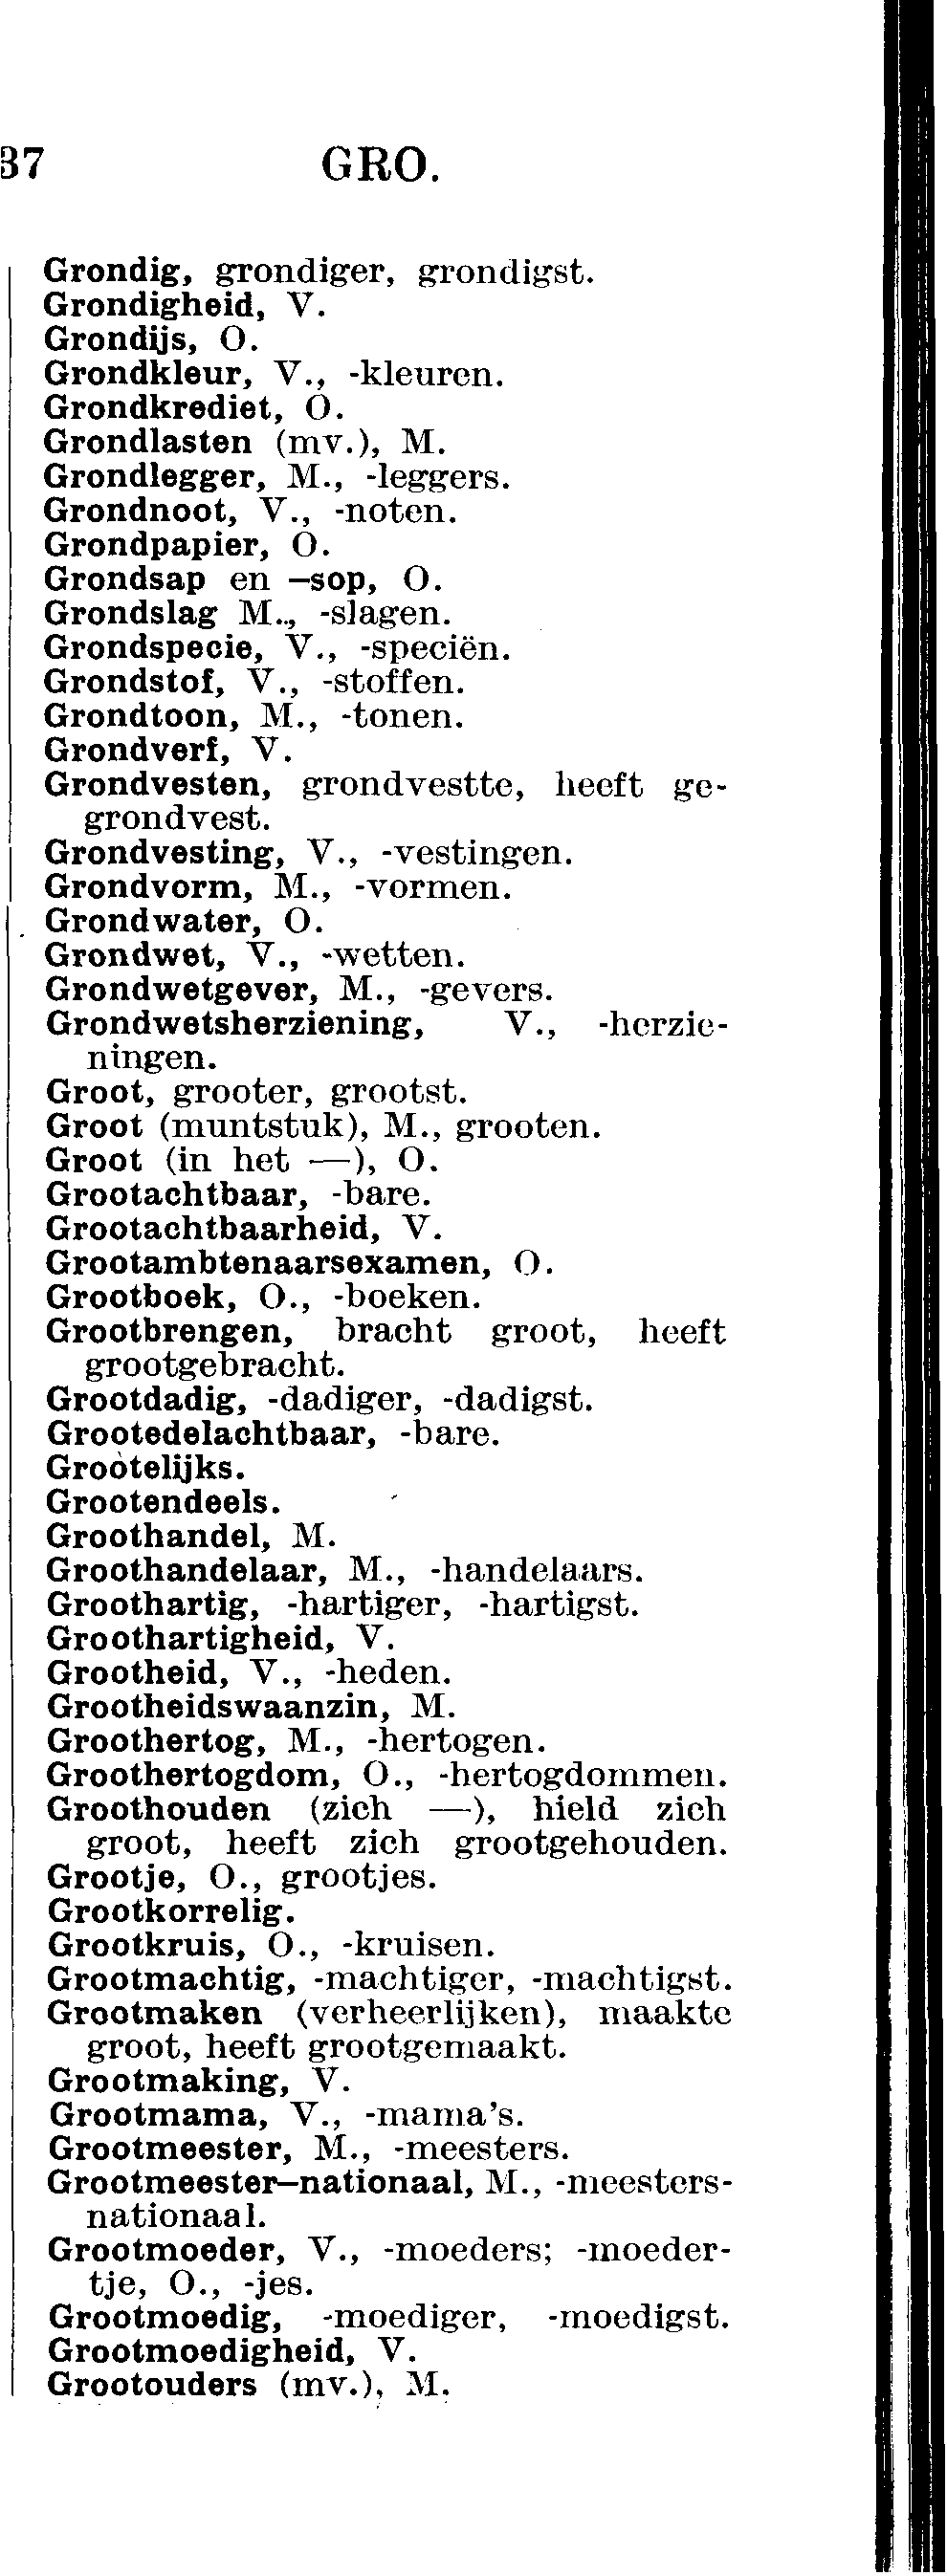 37 GRO.
Grondig, grondiger, grondigst.
Grondigheid, V.
Grondijs, O.
Grondkleur, V., -kleuren.
Grondkrediet, O.
Grondlasten (mv.), M.
Grondlegger, M., -leggers.
Grondnoot, V., -noten.
Grondpapier, O.
Grondsap en –sop, O.
Grondslag M.., -slagen.
Grondspecie, V., -speciën.
Grondstof, V., -stoffen.
Grondtoon, M., -tonen.
Grondverf, V.
Grondvesten, grondvestte, heeft ge-
grondvest.
Grondvesting, V., -vestingen.
Grondvorm, M., -vormen.
Grondwater, O.
Grondwet, V., -wetten.
Grondwetgever, M., -gevers.
Grondwetsherziening, V., -herzie-
ningen.
Groot, grooter, grootst.
Groot (muntstuk), M., grooten.
Groot (in het —), O.
Grootachtbaar, -bare.
Grootachtbaarheid, V.
Grootambtenaarsexamen, O.
Grootboek, O., -boeken.
Grootbrengen, bracht groot, heeft
grootgebracht.
Grootdadig, -dadiger, -dadigst.
Grootedelachtbaar, -bare.
Grootelijks.
Grootendeels.
Groothandel, M.
Groothandelaar, M., -handelaars.
Groothartig, -hartiger, -hartigst.
Groothartigheid, V.
Grootheid, V., -heden.
Grootheidswaanzin, M.
Groothertog, M., -hertogen.
Groothertogdom, O., -hertogdommen.
Groothouden (zich —), hield zich
groot, heeft zich grootgehouden.
Grootje, O., grootjes.
Grootkorrelig.
Grootkruis, O., -kruisen.
Grootmachtig, -machtiger, -machtigst.
Grootmaken (verheerlijken), maakte
groot, heeft grootgemaakt.
Grootmaking, V.
Grootmama, V., -mama's.
Grootmeester, M., -meesters.
Grootmeester–nationaal, M., -meesters-
nationaal.
Grootmoeder, V., -moeders; -moeder-
tje, O., -jes.
Grootmoedig, -moediger, -moedigst.
Grootmoedigheid, V.
Grootouders (mv.), M.